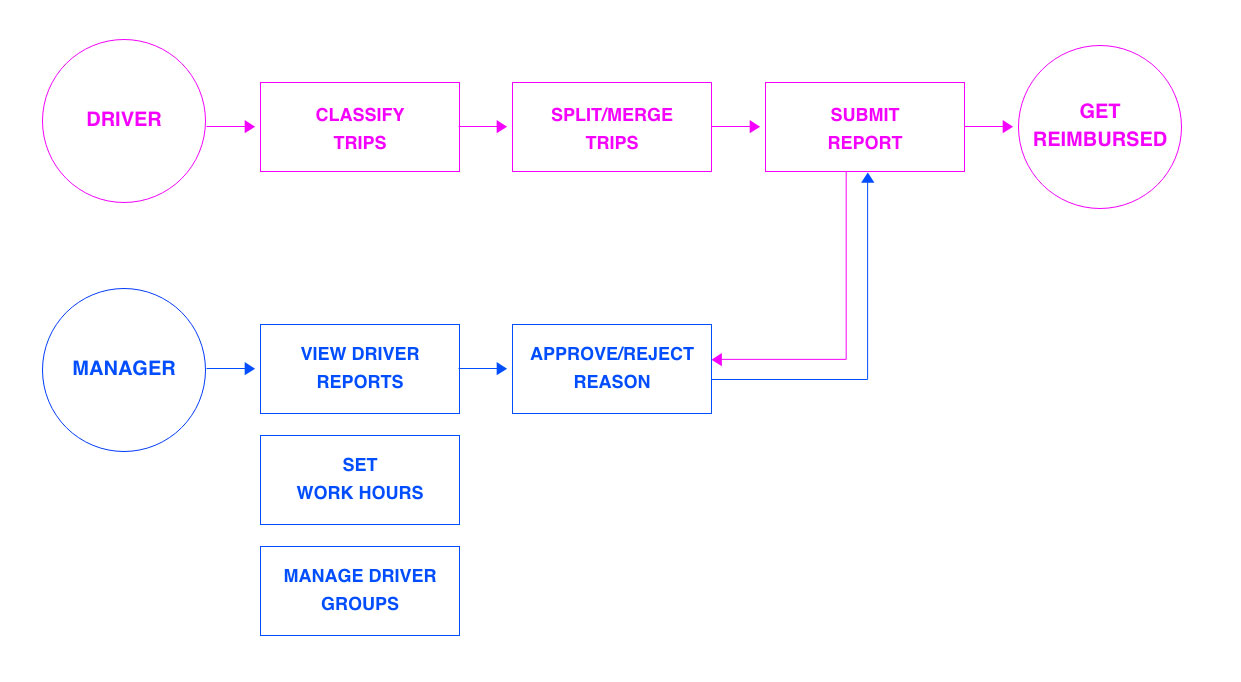 DRIVER
CLASSIFY
TRIPS
SPLIT/MERGE
TRIPS
SUBMIT
REPORT
GET
REIMBURSED
MANAGER
VIEW DRIVER
REPORTS
APPROVE/REJECT
REASON
SET
WORK HOURS
MANAGE DRIVER
GROUPS